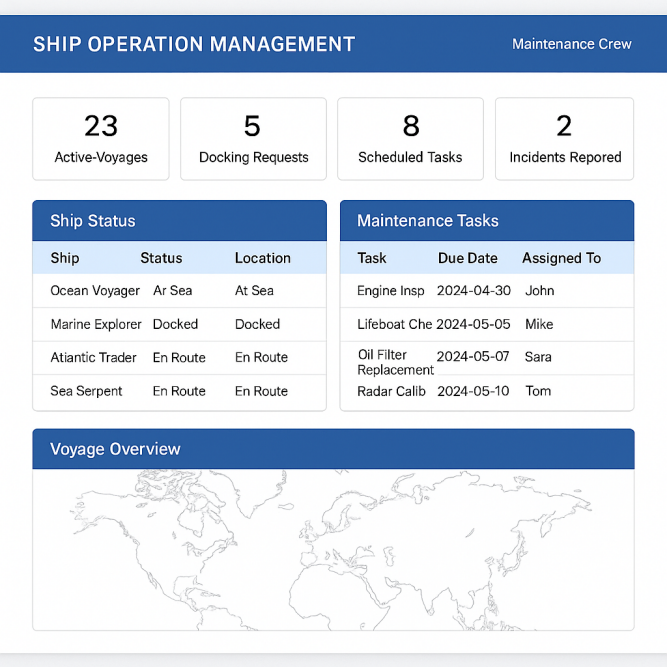 SHIP OPERATION MANAGEMENT Maintenance Crew
23 5 8 2
Active-Voyages Docking Requests Scheduled Tasks Incidents Repored
Ship Status
Ship Status Location
Ocean Voyager Ar Sea At Sea
Marine Explorer Docked Docked
Atiantic Trader En Route En Route
Sea Serpent En Route En Route
Maintenance Tasks
Task Due Date Assigned To
Engine Insp 2024-04-30 John
Lifeboat Che 2024-05-05 Mike
Oil Filter 2024-05-07 Sara
Replacement
Radar Calib 2024-05-10 Tom
Voyage Overview